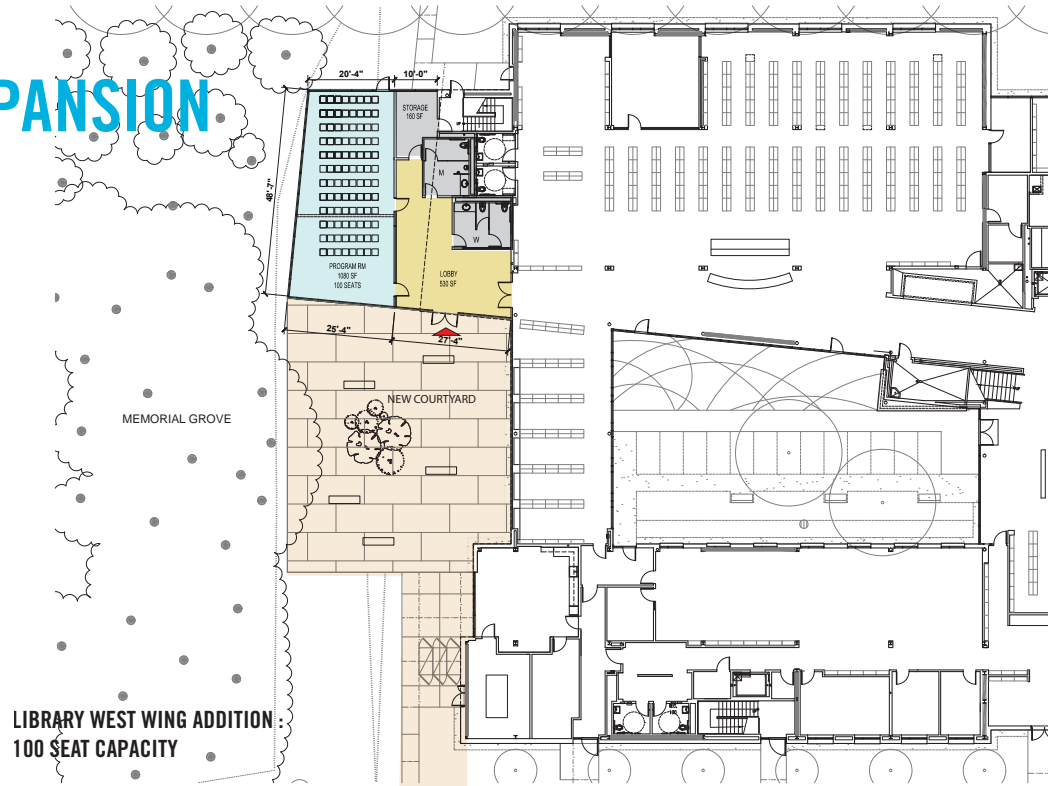 PANSION
20'-4"
10'-0"
STORAGE
160 SF
48'-7"
M
W
PROGRAM RM
1080 SF
100 SEATS
LOBBY
530 SF
25'-4"
27'-4"
NEW COURTYARD
MEMORIAL GROVE
LIBRARY WEST WING ADDITION :
100 SEAT CAPACITY